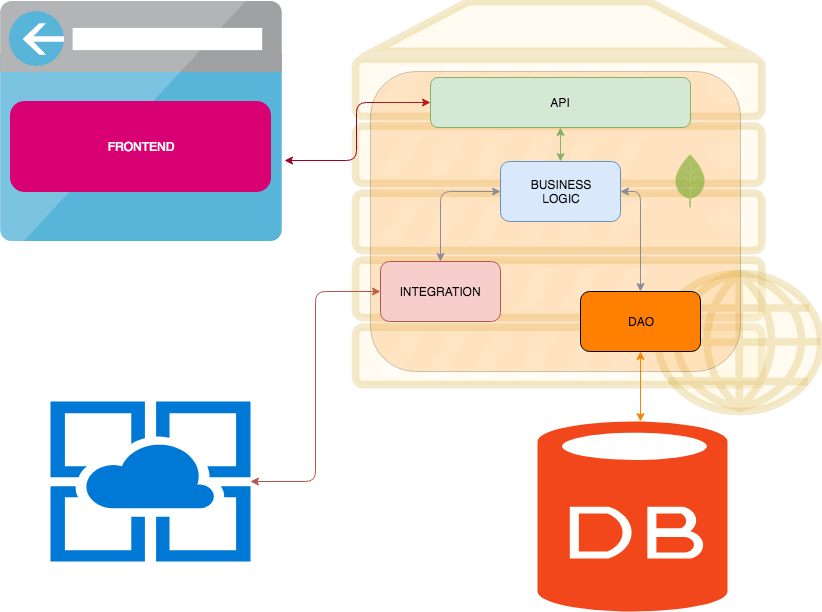 API
FRONTEND
BUSINESS
LOGIC
INTEGRATION
DAO
DB